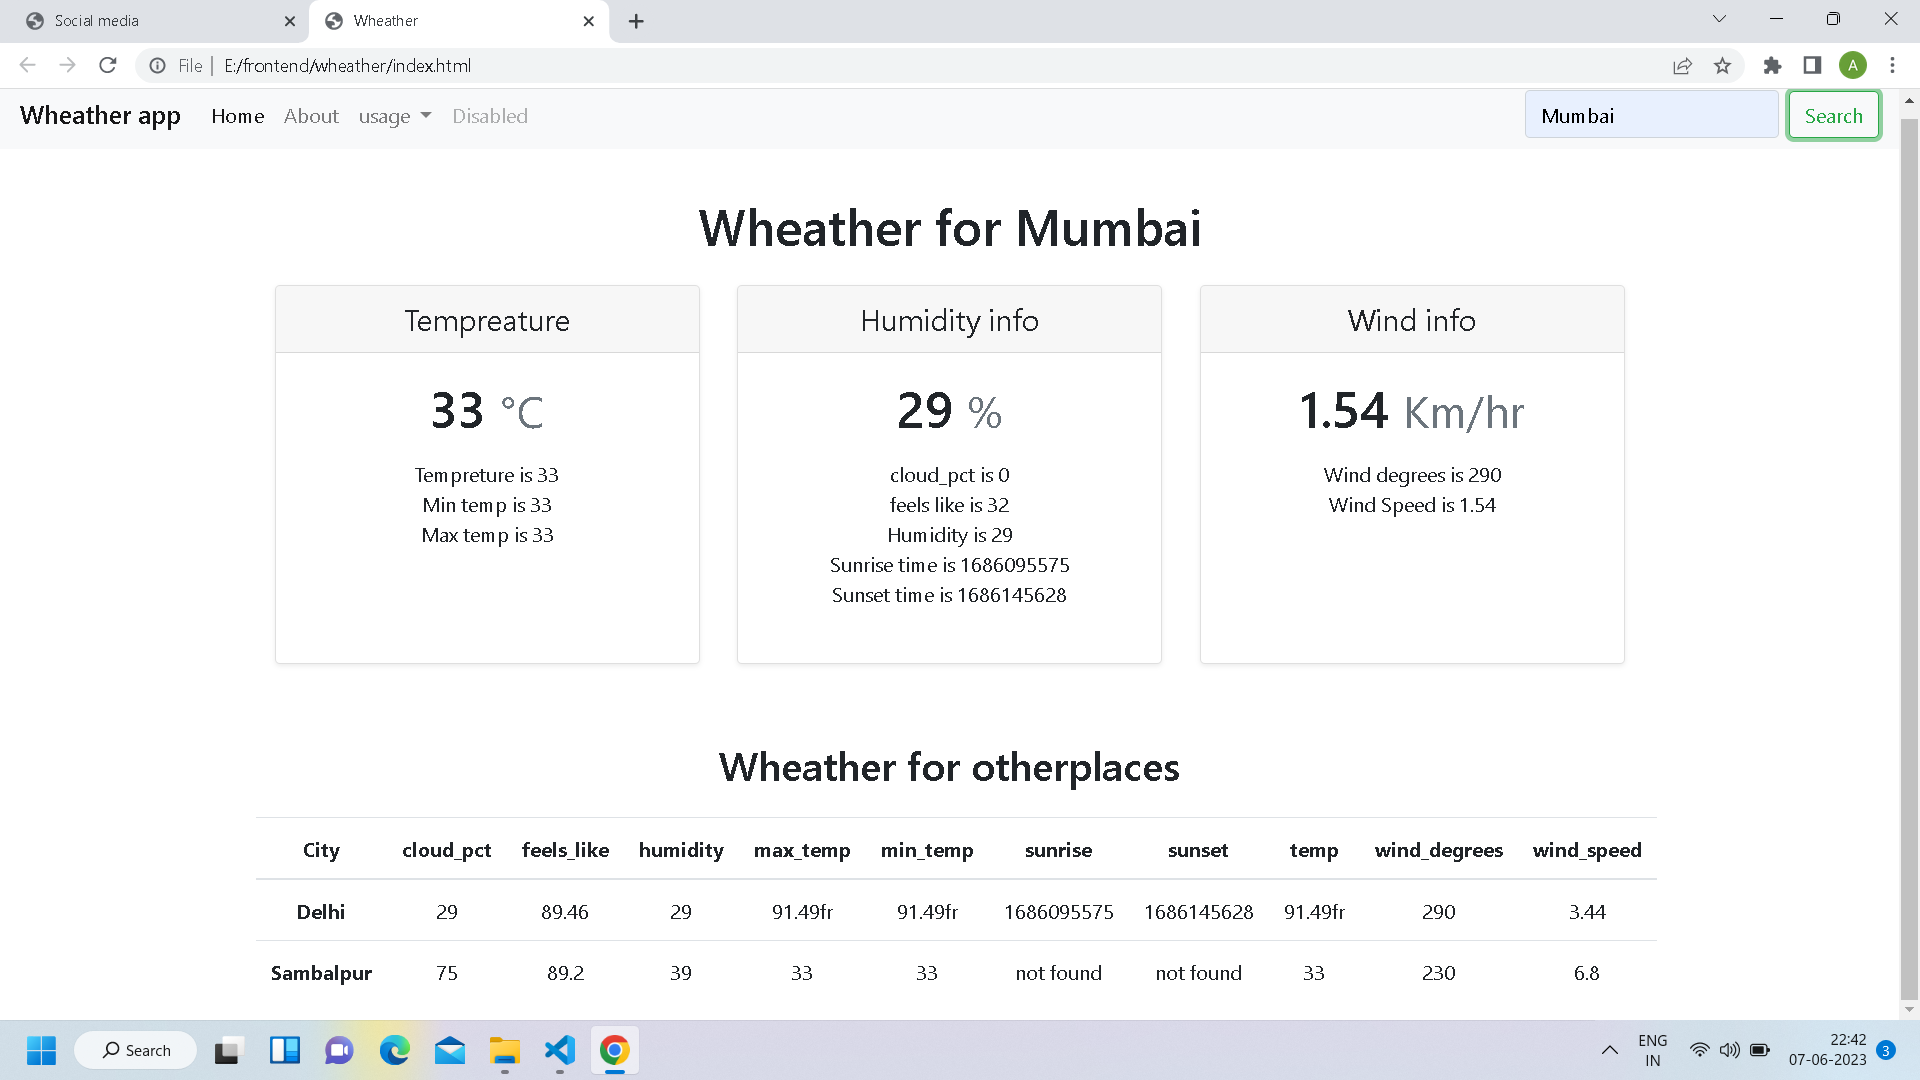 Social media
Wheather
File | E:/frontend/wheather/index.html
A
Wheather app Home About usage Disabled Mumbai Search
Wheather for Mumbai
Tempreature
33 °C
Tempreture is 33
Min temp is 33
Max temp is 33
Humidity info
29 %
cloud_pct is 0
feels like is 32
Humidity is 29
Sunrise time is 1686095575
Sunset time is 1686145628
Wind info
1.54 Km/hr
Wind degrees is 290
Wind Speed is 1.54
Wheather for otherplaces
City cloud_pct feels_like humidity max_temp min_temp sunrise sunset temp wind_degrees wind_speed
Delhi 29 89.46 29 91.49fr 91.49fr 1686095575 1686145628 91.49fr 290 3.44
Sambalpur 75 89.2 39 33 33 not found not found 33 230 6.8
Search
ENG
IN
22:42
07-06-2023
3